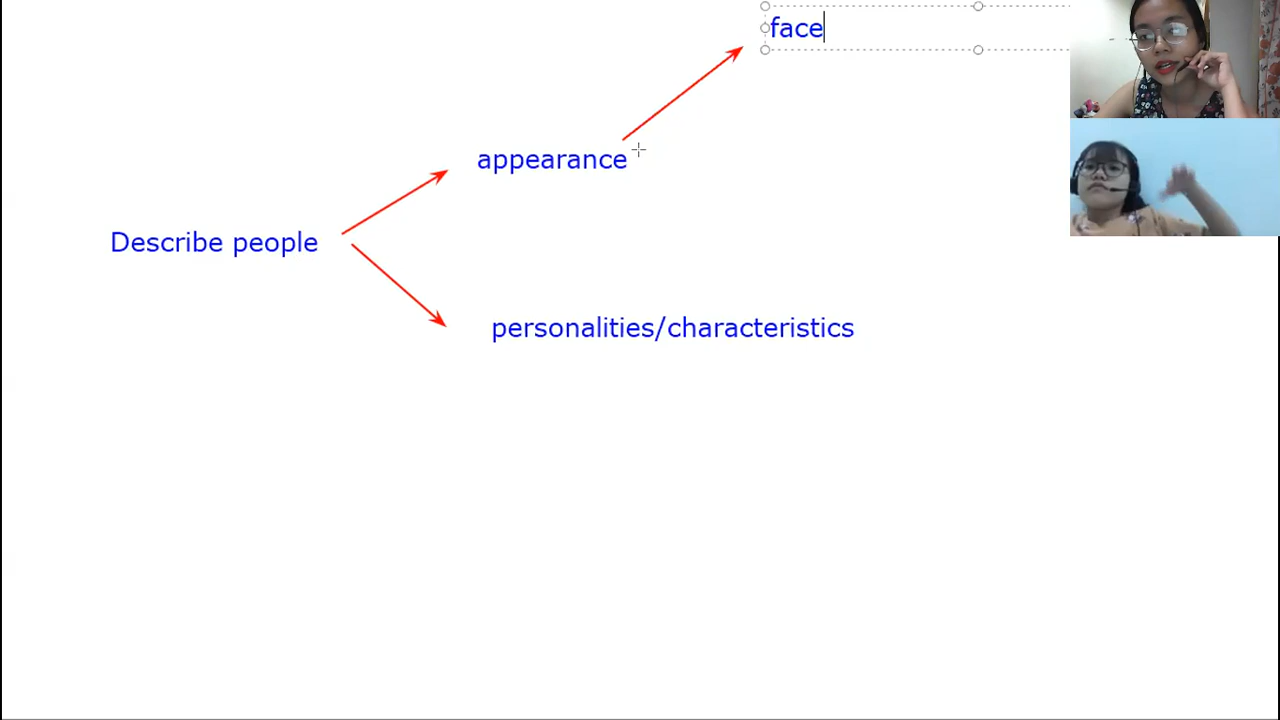 face
appearance
Describe people
personalities/characteristics